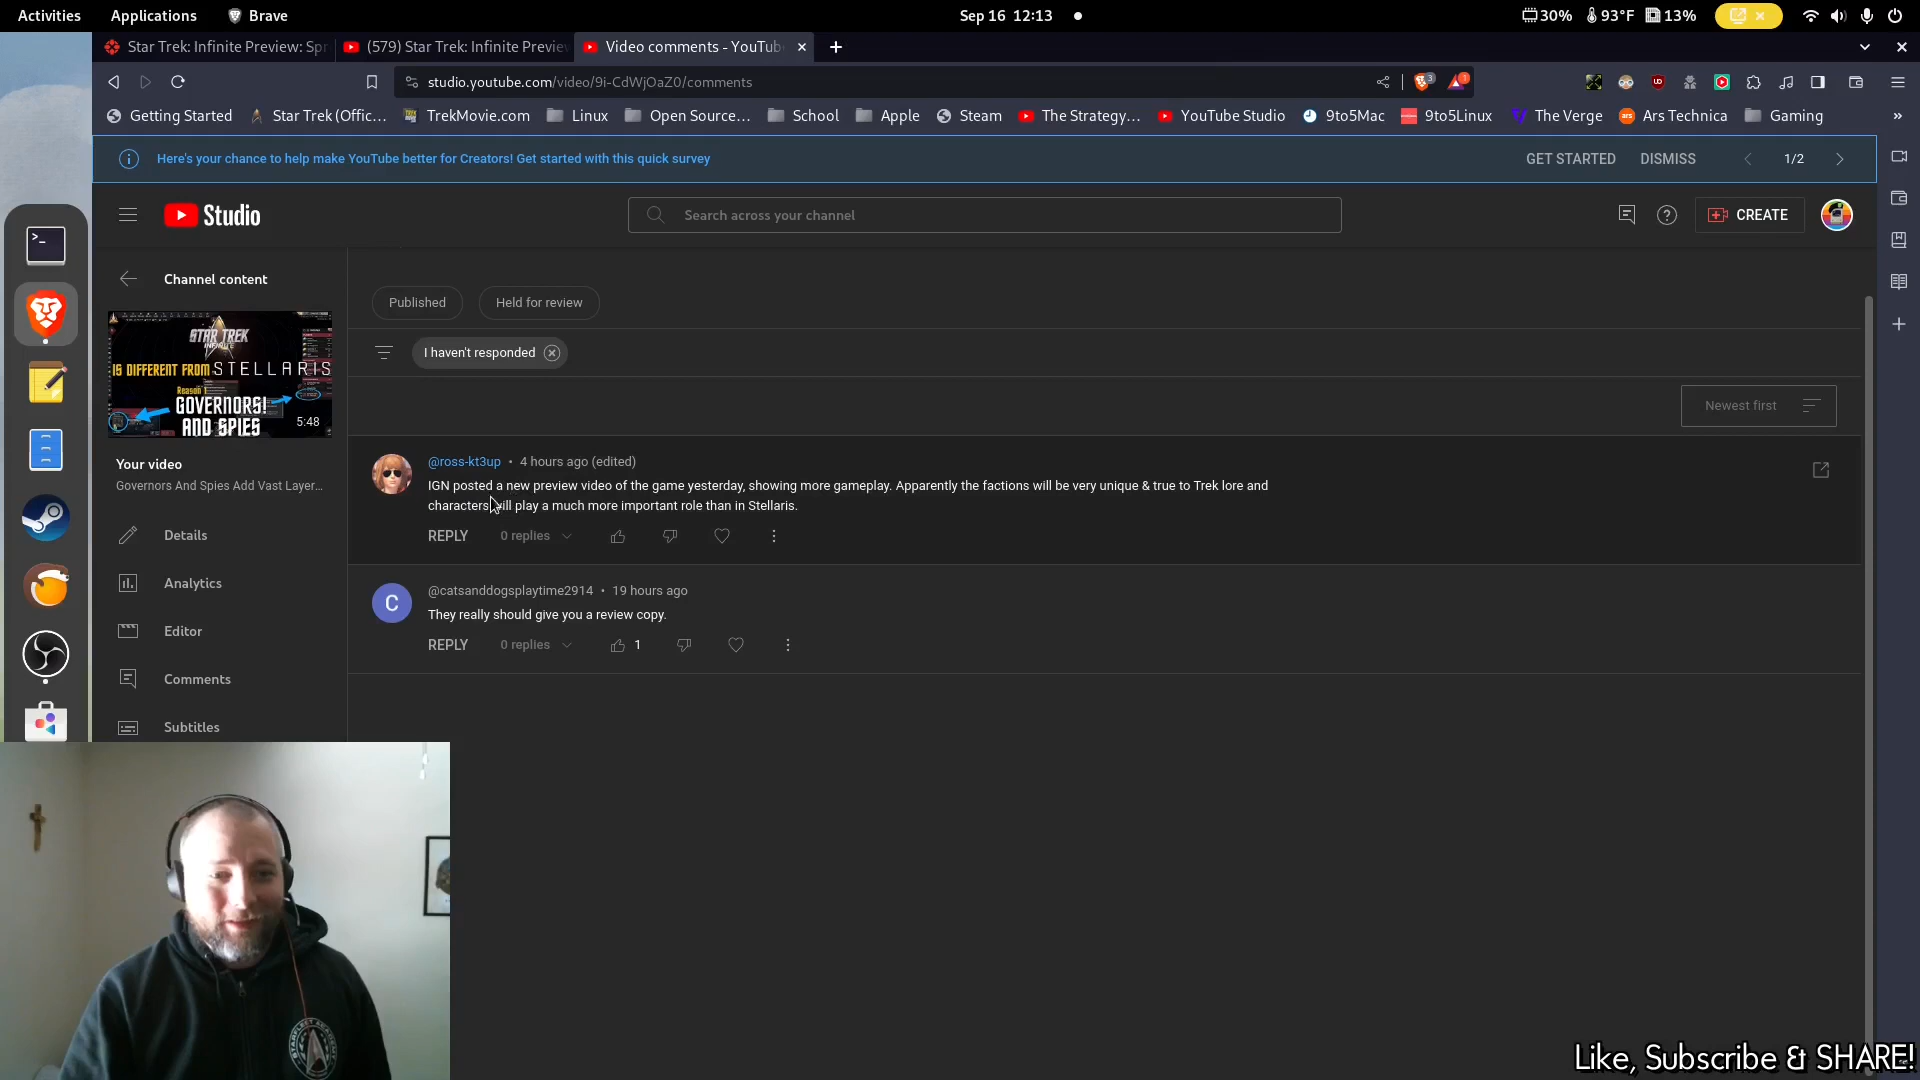 Activities Applications Brave Sep 16 12:13 30% 93°F 13%
Star Trek: Infinite Preview: Spr (579) Star Trek: Infinite Preview Video comments - YouTub
studio.youtube.com/video/9i-CdWjOaZ0/comments 3 1
Getting Started Star Trek (Offic... TrekMovie.com Linux Open Source... School Apple Steam The Strategy... YouTube Studio 9to5Mac 9to5Linux The Verge Ars Technica Gaming »
Here's your chance to help make YouTube better for Creators! Get started with this quick survey GET STARTED DISMISS 1/2
Studio Search across your channel CREATE
Channel content
STAR TREK
INFINITE
IS DIFFERENT FROM STELLARIS
Reason 1
GOVERNORS!
AND SPIES
5:48
Your video
Governors And Spies Add Vast Layer...
Details
Analytics
Editor
Comments
Subtitles
Published Held for review
I haven't responded
Newest first
@ross-kt3up • 4 hours ago (edited)
IGN posted a new preview video of the game yesterday, showing more gameplay. Apparently the factions will be very unique & true to Trek lore and
characters will play a much more important role than in Stellaris.
REPLY 0 replies
C
@catsanddogsplaytime2914 • 19 hours ago
They really should give you a review copy.
REPLY 0 replies 1
Like, Subscribe & SHARE!